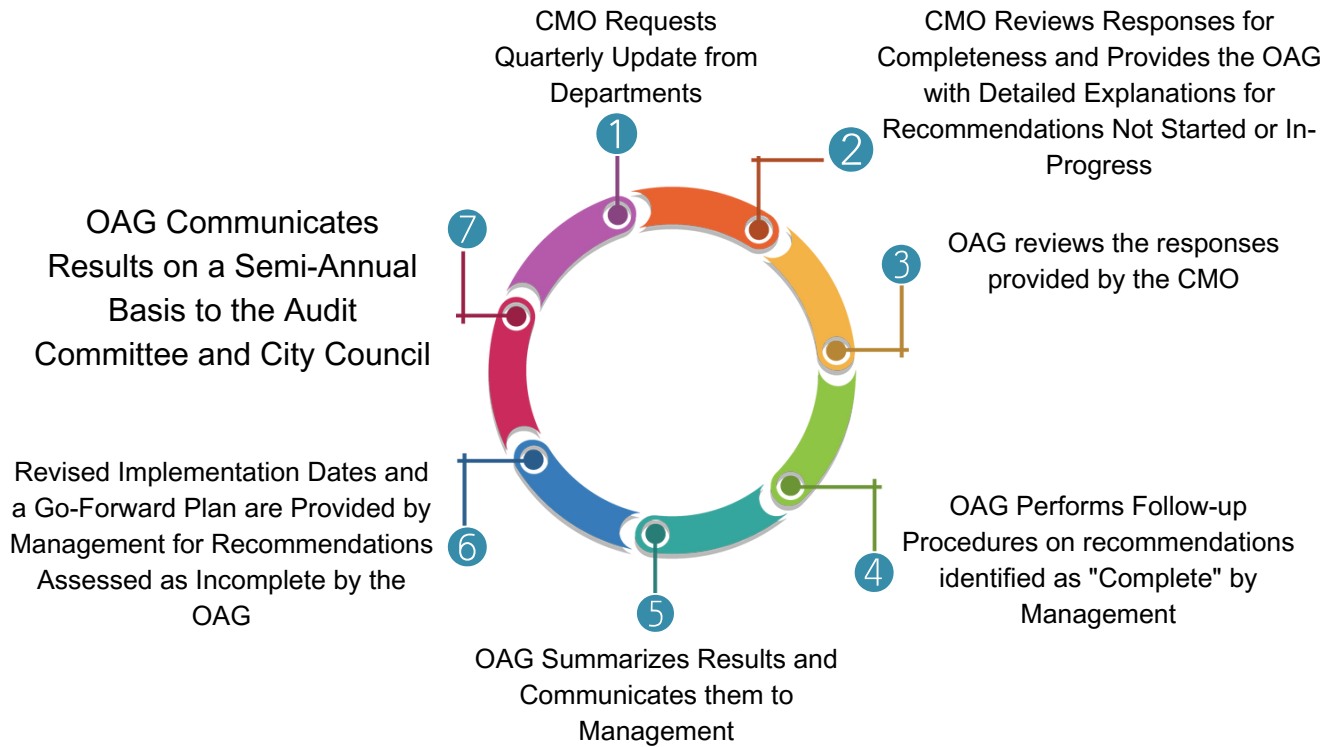 1
CMO Requests
Quarterly Update from
Departments
2
CMO Reviews Responses for
Completeness and Provides the OAG
with Detailed Explanations for
Recommendations Not Started or In-
Progress
3
OAG reviews the responses
provided by the CMO
4
OAG Performs Follow-up
Procedures on recommendations
identified as "Complete" by
Management
5
OAG Summarizes Results and
Communicates them to
Management
6
Revised Implementation Dates and
a Go-Forward Plan are Provided by
Management for Recommendations
Assessed as Incomplete by the
OAG
7
OAG Communicates
Results on a Semi-Annual
Basis to the Audit
Committee and City Council